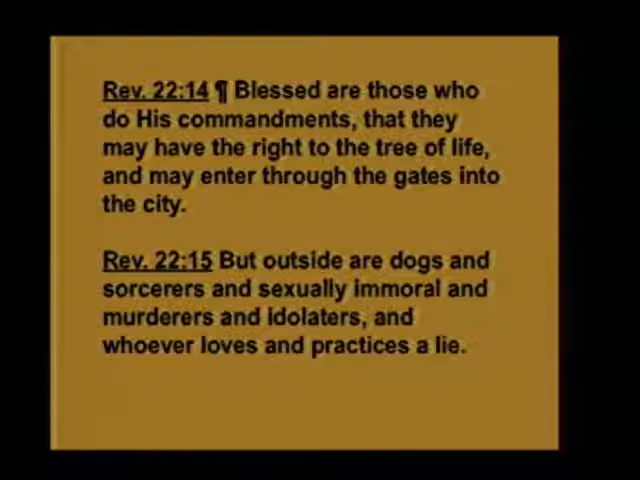 Rev. 22:14 ¶ Blessed are those who
do His commandments, that they
may have the right to the tree of life,
and may enter through the gates into
the city.
Rev. 22:15 But outside are dogs and
sorcerers and sexually immoral and
murderers and idolaters, and
whoever loves and practices a lie.